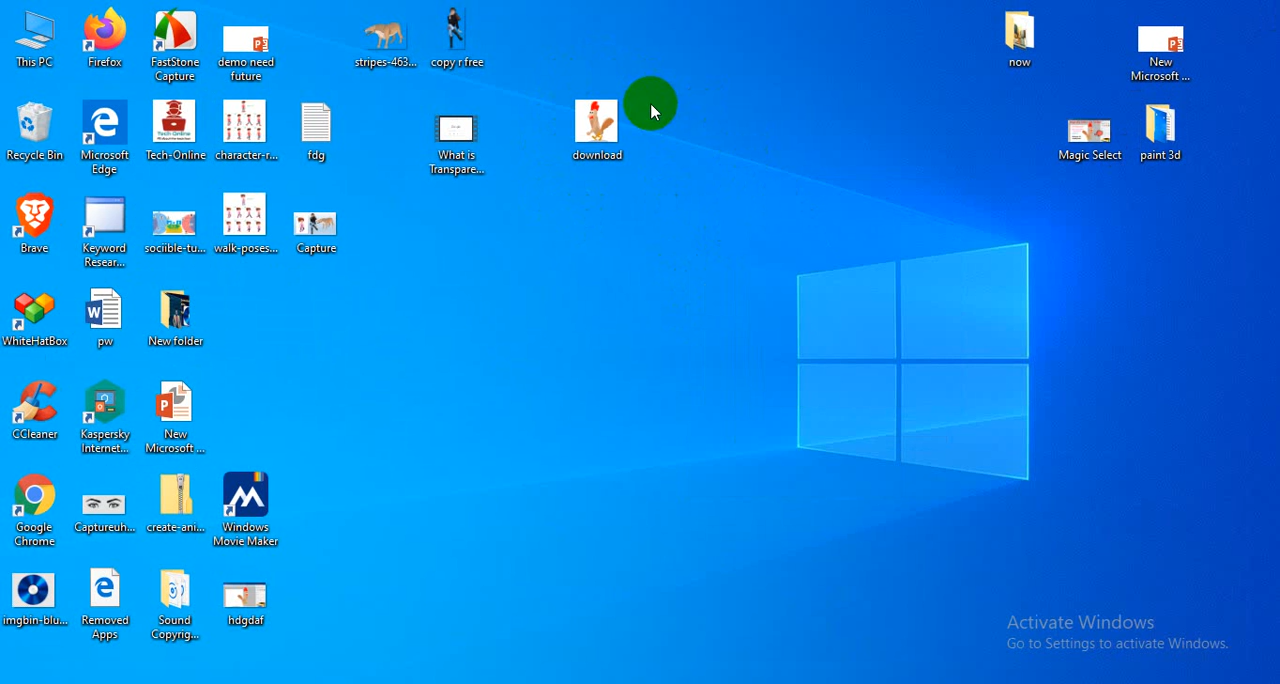 This PC
Firefox
FastStone
Capture
demo need
future
stripes-463...
copy r free
now
New
Microsoft ...
Recycle Bin
Microsoft
Edge
Tech-Online
character-r...
fdg
What is
Transpare...
download
Magic Select
paint 3d
Brave
Keyword
Resear...
sociible-tu...
walk-poses...
Capture
WhiteHatBox
pw
New folder
CCleaner
Kaspersky
Internet...
New
Microsoft ...
Google
Chrome
Captureuh...
create-ani...
Windows
Movie Maker
imgbin-blu...
Removed
Apps
Sound
Copyrig...
hdgdaf
Activate Windows
Go to Settings to activate Windows.